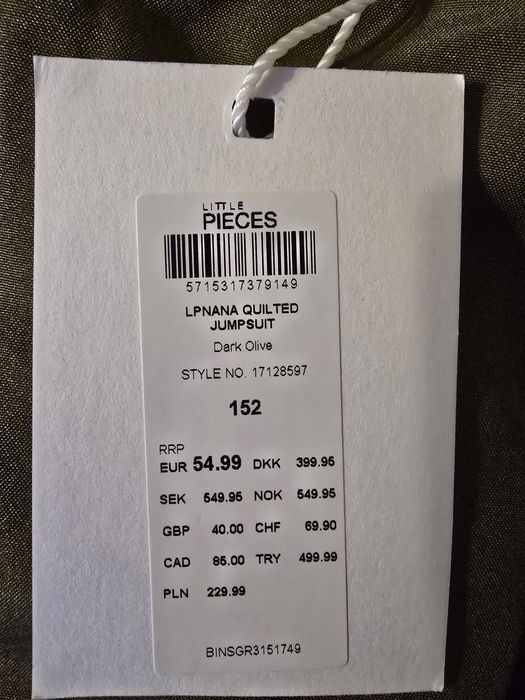 LITTLE
PIECES
5715317379149
LPNANA QUILTED
JUMPSUIT
Dark Olive
STYLE NO. 17128597
152
RRP
EUR 54.99 DKK 399.95
SEK 549.95 NOK 549.95
GBP 40.00 CHF 69.90
CAD 85.00 TRY 499.99
PLN 229.99
BINSGR3151749